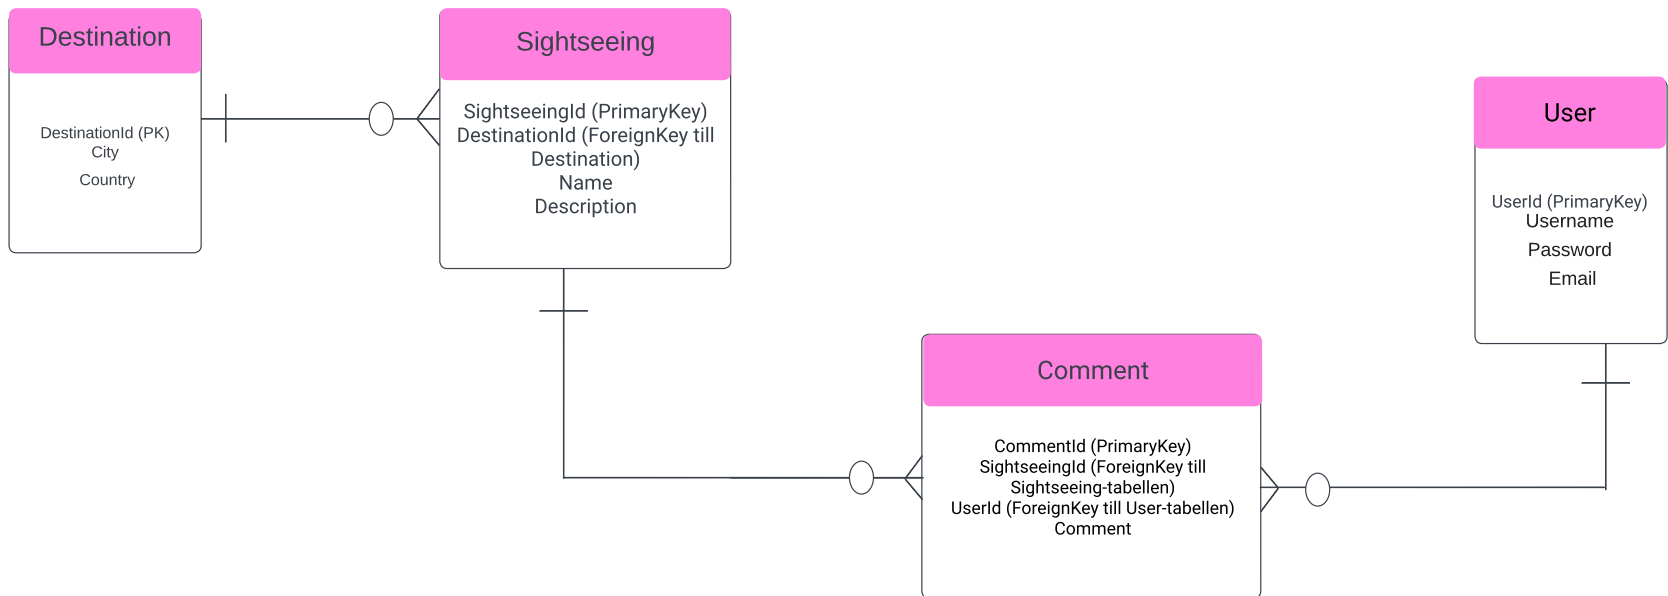 Destination
DestinationId (PK)
City
Country
Sightseeing
SightseeingId (PrimaryKey)
DestinationId (ForeignKey till
Destination)
Name
Description
User
UserId (PrimaryKey)
Username
Password
Email
Comment
CommentId (PrimaryKey)
SightseeingId (ForeignKey till
Sightseeing-tabellen)
UserId (ForeignKey till User-tabellen)
Comment